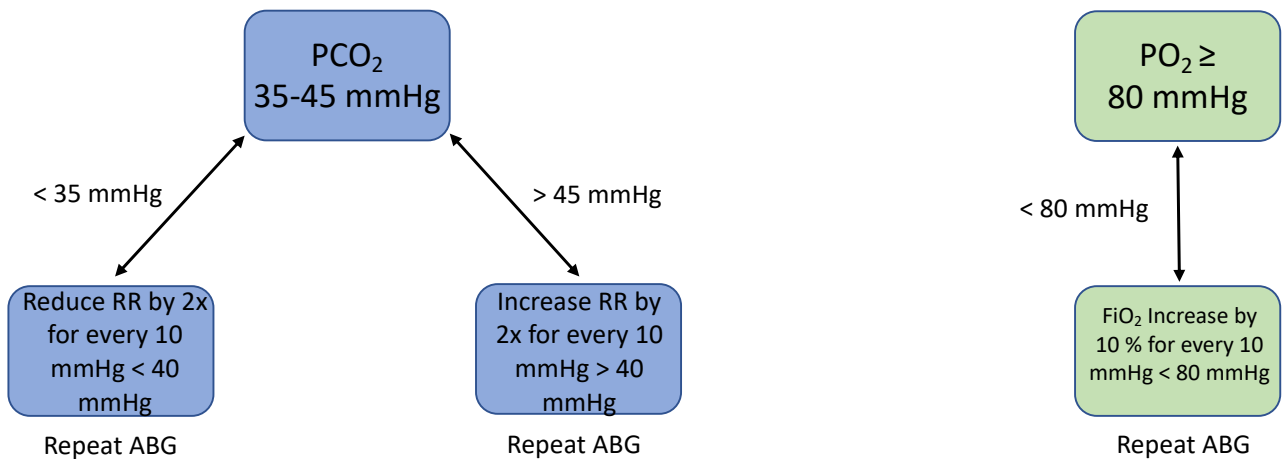 PCO₂
35-45 mmHg
< 35 mmHg
> 45 mmHg
Reduce RR by 2x
for every 10
mmHg < 40
mmHg
Repeat ABG
Increase RR by
2x for every 10
mmHg > 40
mmHg
Repeat ABG
PO₂ ≥
80 mmHg
< 80 mmHg
FiO₂ Increase by
10 % for every 10
mmHg < 80 mmHg
Repeat ABG